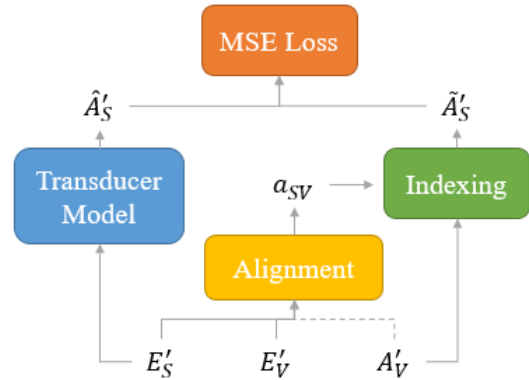 MSE Loss
Â′_S Ã′_S
Transducer
Model
a_SV
Indexing
Alignment
E′_S E′_V A′_V